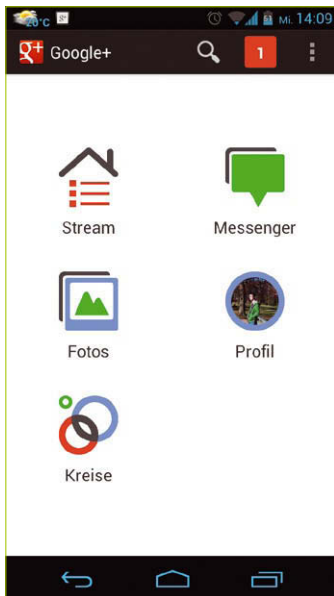 20°C Mi. 14:09
g+ Google+ 1
Stream Messenger
Fotos Profil
Kreise